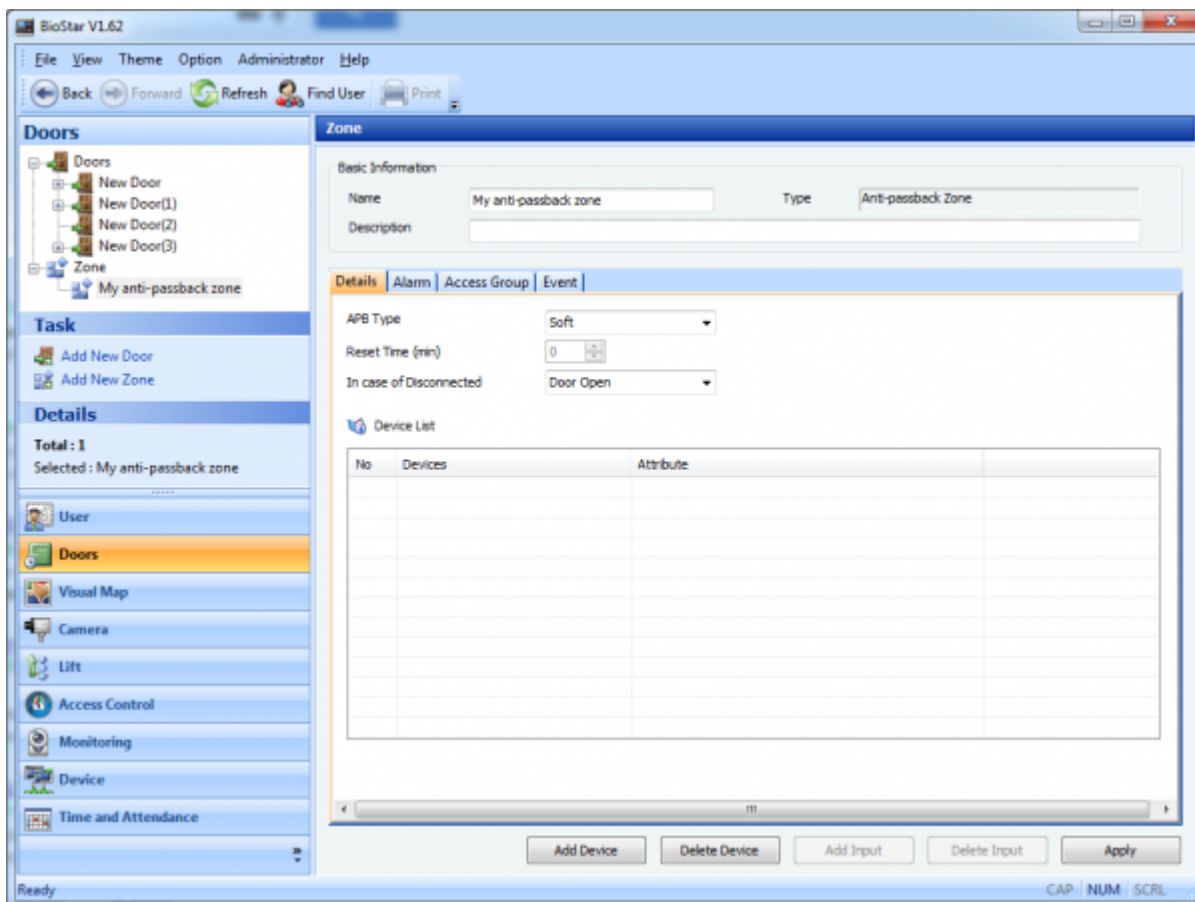 BioStar V1.62
File View Theme Option Administrator Help
Back Forward Refresh Find User Print
Doors
Doors
New Door
New Door(1)
New Door(2)
New Door(3)
Zone
My anti-passback zone
Task
Add New Door
Add New Zone
Details
Total : 1
Selected : My anti-passback zone
User
Doors
Visual Map
Camera
Lift
Access Control
Monitoring
Device
Time and Attendance
Zone
Basic Information
Name My anti-passback zone Type Anti-passback Zone
Description
Details Alarm Access Group Event
APB Type Soft
Reset Time (min) 0
In case of Disconnected Door Open
Device List
No Devices Attribute
Add Device Delete Device Add Input Delete Input Apply
Ready CAP NUM SCRL